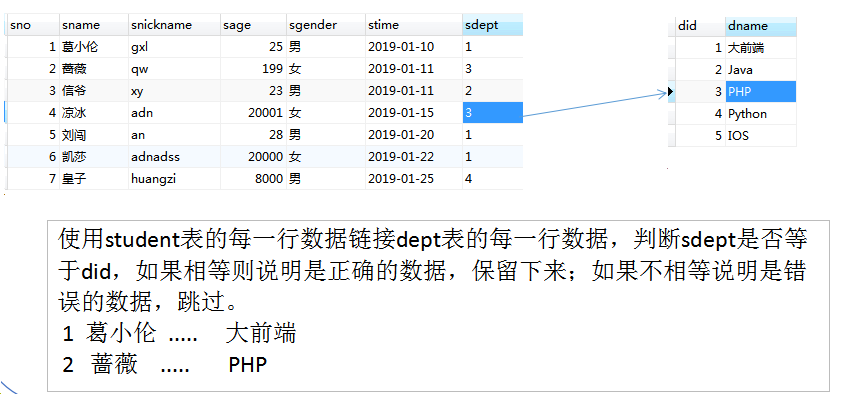 sno sname snickname sage sgender stime sdept
1 葛小伦 gxl 25 男 2019-01-10 1
2 蔷薇 qw 199 女 2019-01-11 3
3 信爷 xy 23 男 2019-01-11 2
4 凉冰 adn 20001 女 2019-01-15 3
5 刘闯 an 28 男 2019-01-20 1
6 凯莎 adnadss 20000 女 2019-01-22 1
7 皇子 huangzi 8000 男 2019-01-25 4
did dname
1 大前端
2 Java
3 PHP
4 Python
5 IOS
使用student表的每一行数据链接dept表的每一行数据，判断sdept是否等
于did，如果相等则说明是正确的数据，保留下来；如果不相等说明是错
误的数据，跳过。
1 葛小伦 ..... 大前端
2 蔷薇 ..... PHP